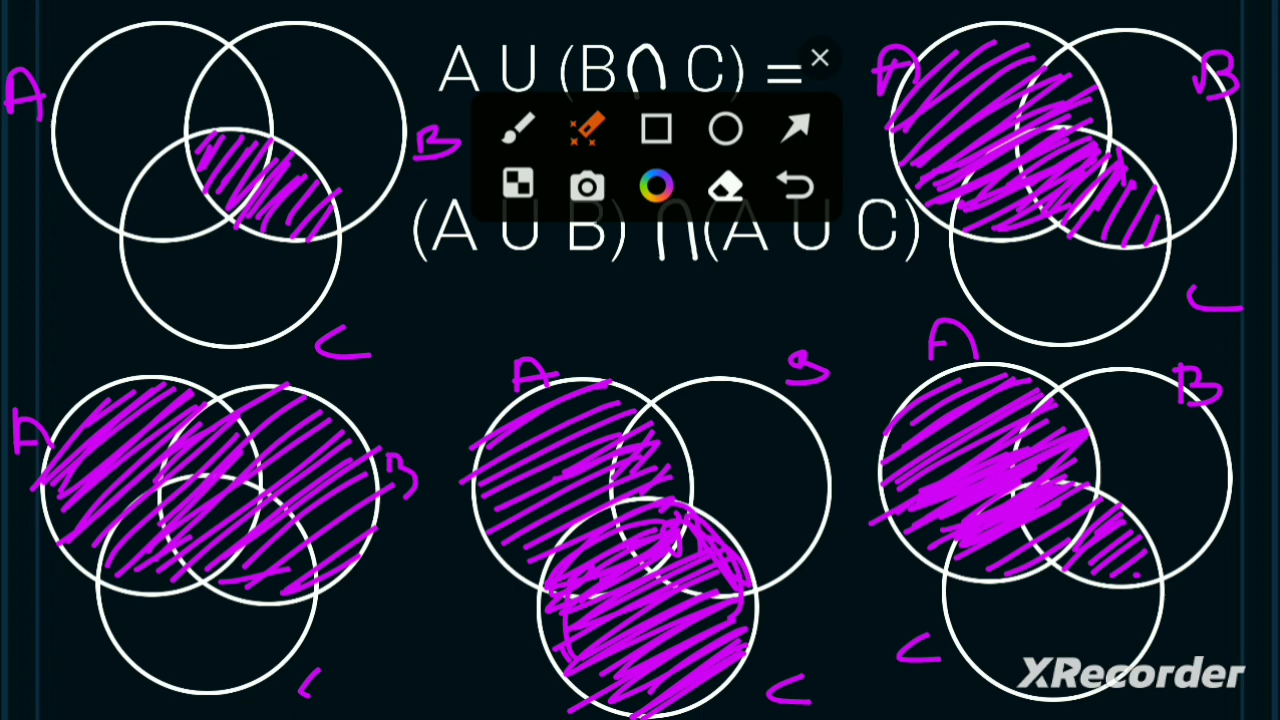 A U (B ∩ C) =
A
B
A
B
(A U B) ∩ (A U C)
C
C
A
B
C
A
B
C
A
B
C
XRecorder